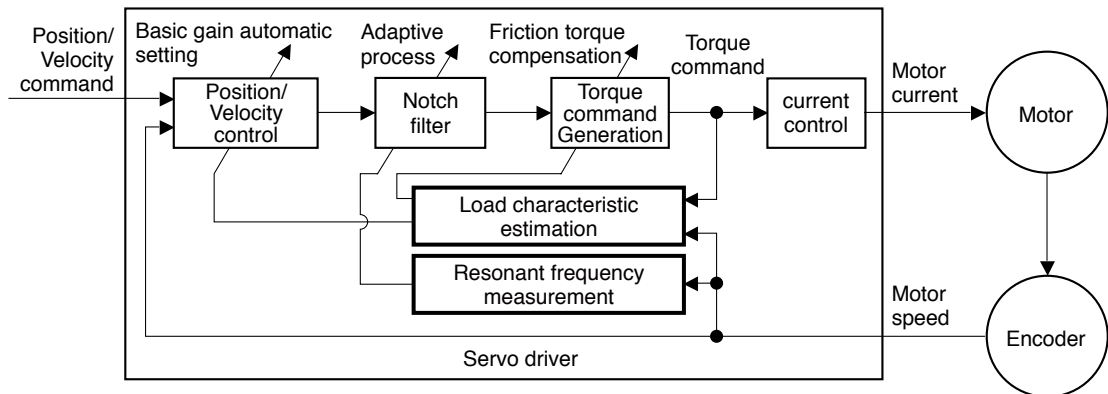 Position/
Velocity
command
Basic gain automatic
setting
Adaptive
process
Friction torque
compensation
Torque
command
Motor
current
Position/
Velocity
control
Notch
filter
Torque
command
Generation
current
control
Motor
Load characteristic
estimation
Resonant frequency
measurement
Motor
speed
Encoder
Servo driver